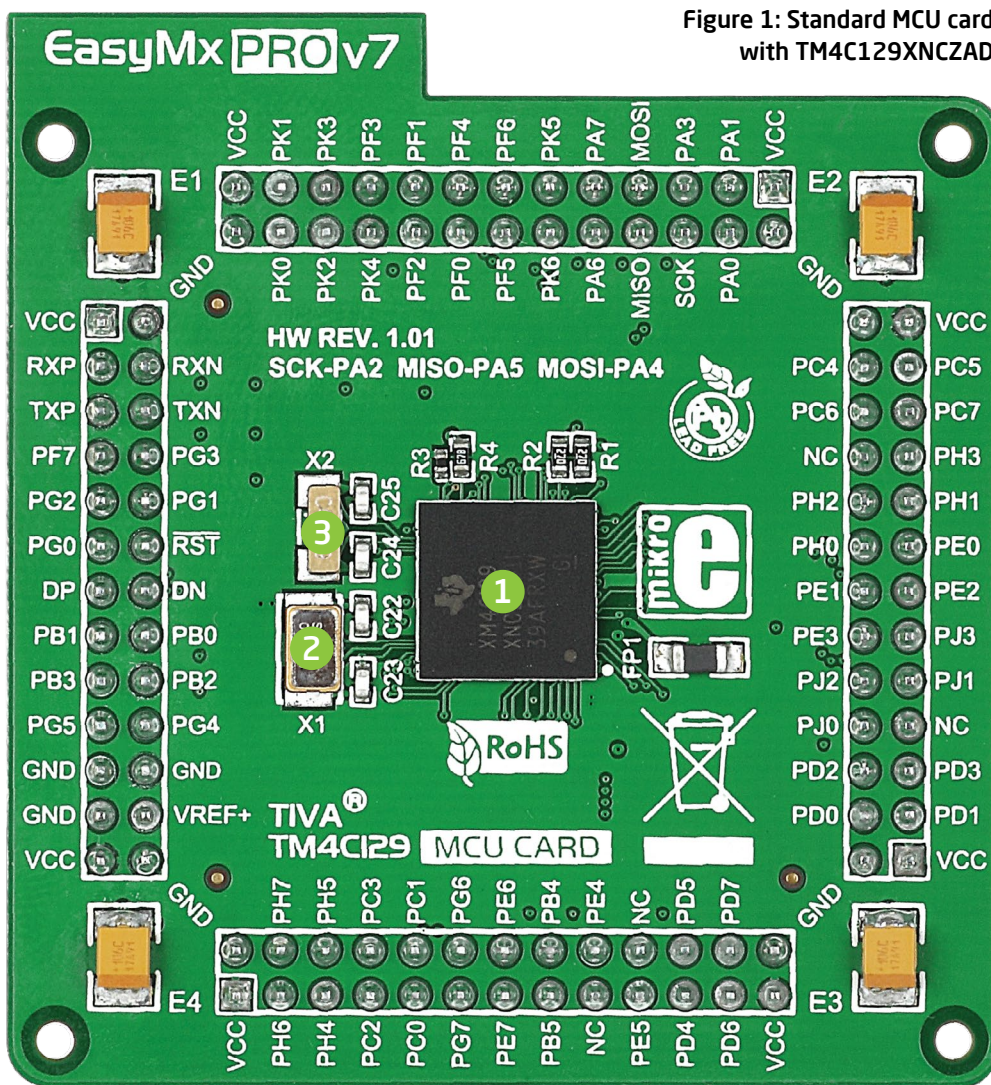 Figure 1: Standard MCU card
with TM4C129XNCZAD
EasyMx PRO v7
VCC PK1 PK3 PF3 PF1 PF4 PF6 PK5 PA7 MOSI PA3 PA1 VCC
E1
E2
GND PK0 PK2 PK4 PF2 PF0 PF5 PK6 PA6 MISO SCK PA0 GND
HW REV. 1.01
SCK-PA2 MISO-PA5 MOSI-PA4
VCC
RXP RXN
TXP TXN
PF7 PG3
PG2 PG1
PG0 RST
DP DN
PB1 PB0
PB3 PB2
PG5 PG4
GND GND
GND VREF+
VCC
GND
Pb
LEAD FREE
R3 R4 R2 R1
X2
C25
C24
3
C22
C23
2
X1
1
mikro
e
FP1
RoHS
VCC
PC4 PC5
PC6 PC7
NC PH3
PH2 PH1
PH0 PE0
PE1 PE2
PE3 PJ3
PJ2 PJ1
PJ0 NC
PD2 PD3
PD0 PD1
VCC
GND
TIVA®
TM4C129 MCU CARD
PH7 PH5 PC3 PC1 PG6 PE6 PB4 PE4 NC PD5 PD7
E4
E3
VCC PH6 PH4 PC2 PC0 PG7 PE7 PB5 NC PE5 PD4 PD6 VCC